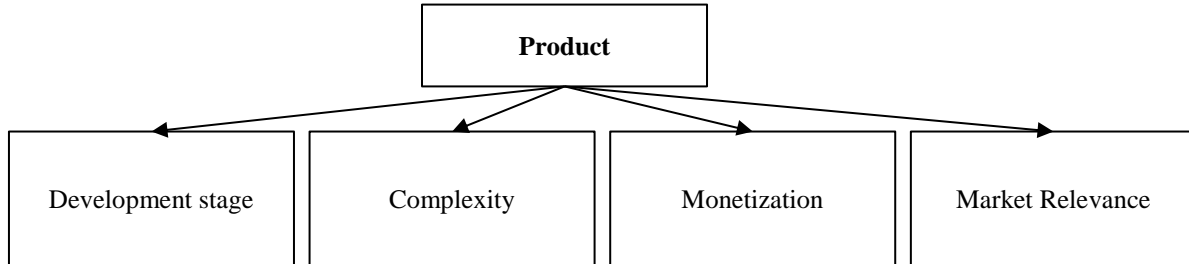 Product
Development stage
Complexity
Monetization
Market Relevance